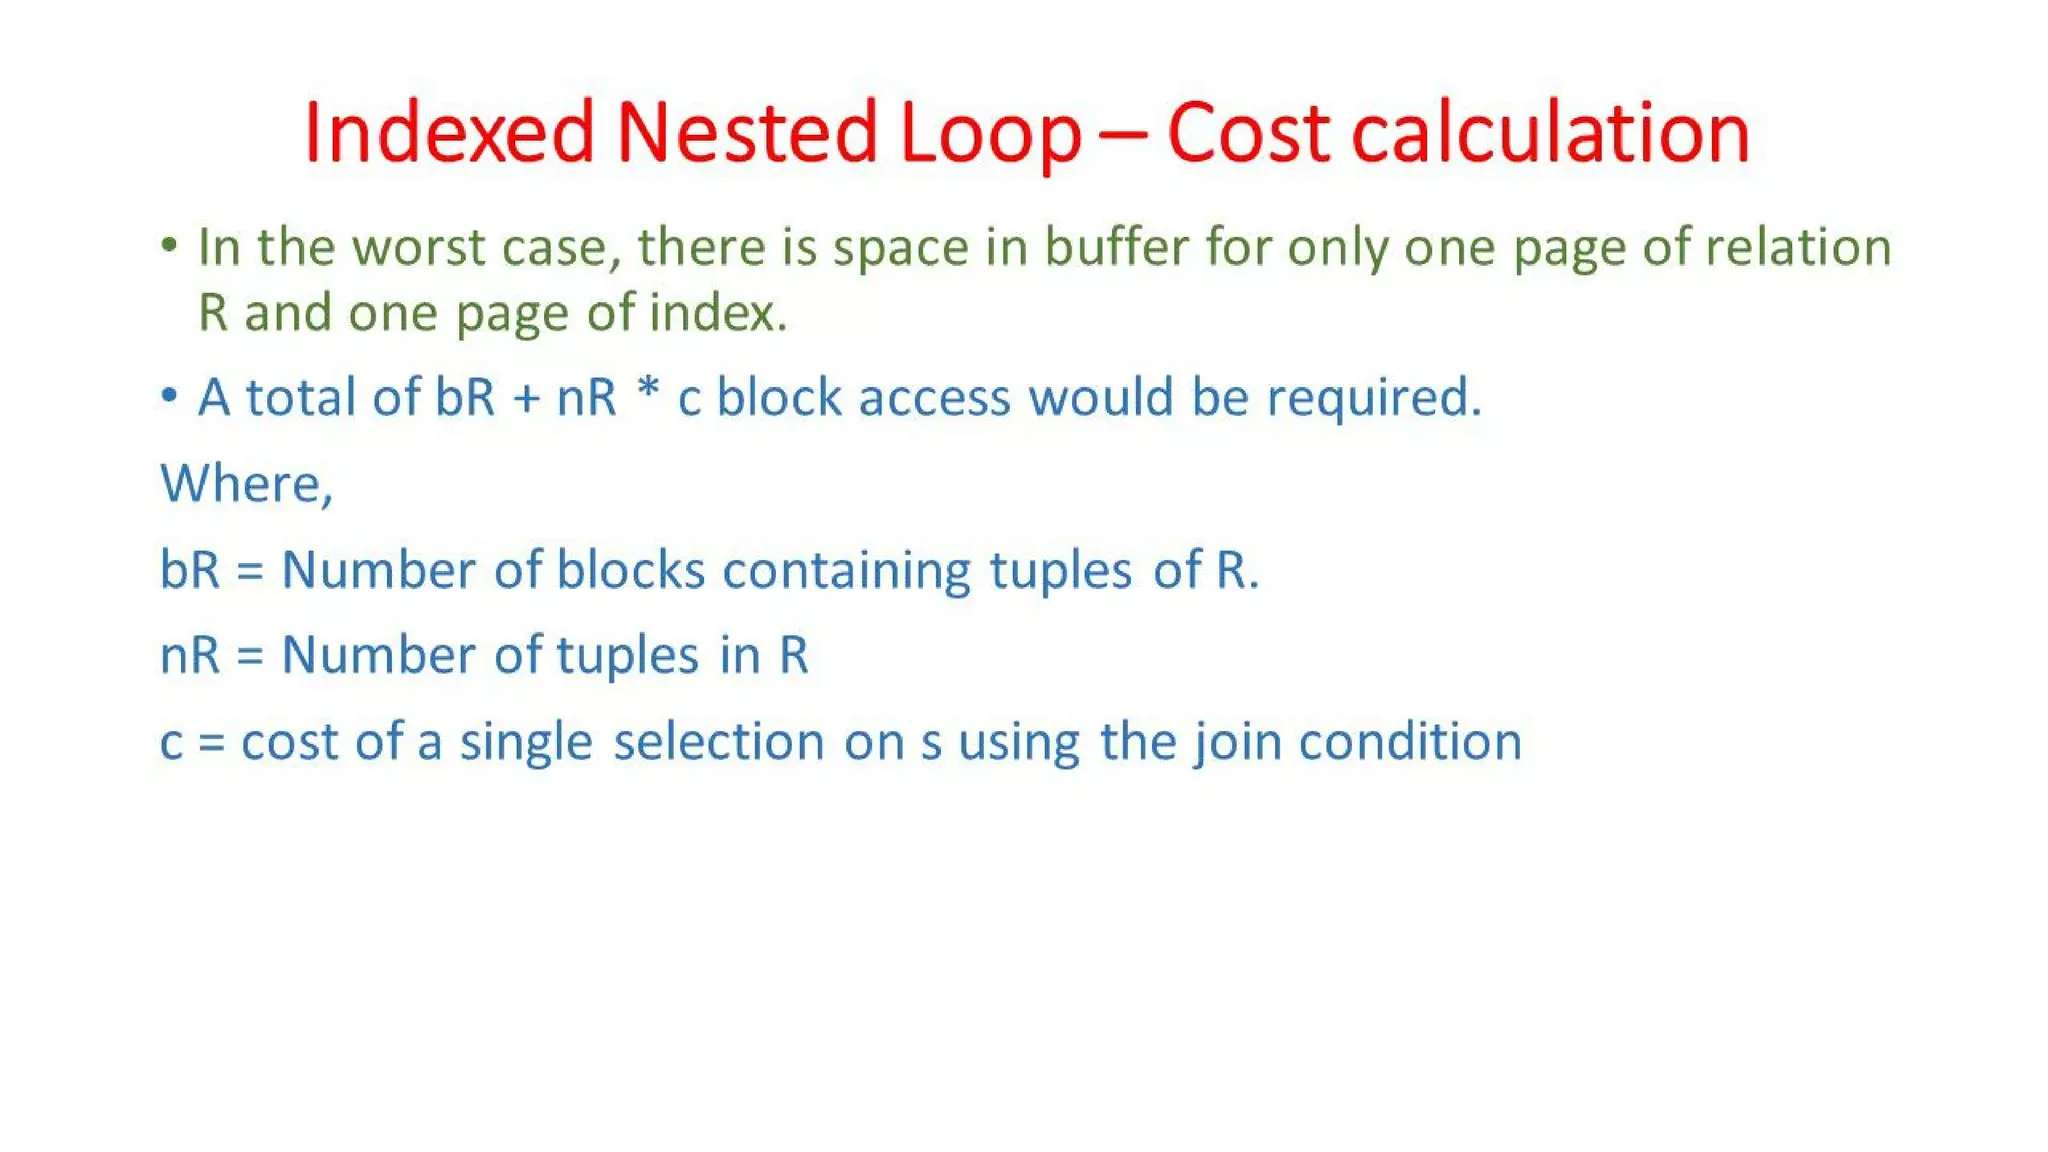 Indexed Nested Loop – Cost calculation
• In the worst case, there is space in buffer for only one page of relation
R and one page of index.
• A total of bR + nR * c block access would be required.
Where,
bR = Number of blocks containing tuples of R.
nR = Number of tuples in R
c = cost of a single selection on s using the join condition